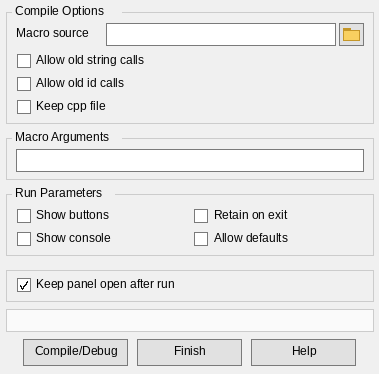 Compile Options
Macro source
Allow old string calls
Allow old id calls
Keep cpp file
Macro Arguments
Run Parameters
Show buttons
Retain on exit
Show console
Allow defaults
Keep panel open after run
Compile/Debug
Finish
Help